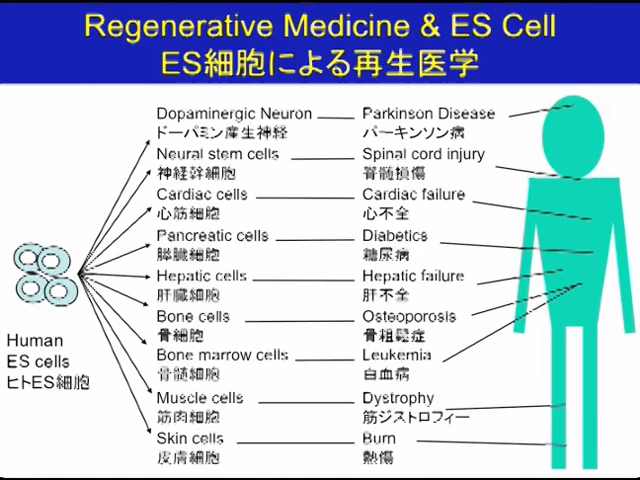 Regenerative Medicine & ES Cell
ES細胞による再生医学
Dopaminergic Neuron Parkinson Disease
ドーパミン産生神経 パーキンソン病
Neural stem cells Spinal cord injury
神経幹細胞 脊髄損傷
Cardiac cells Cardiac failure
心筋細胞 心不全
Pancreatic cells Diabetics
膵臓細胞 糖尿病
Hepatic cells Hepatic failure
肝臓細胞 肝不全
Bone cells Osteoporosis
骨細胞 骨粗鬆症
Bone marrow cells Leukemia
骨髄細胞 白血病
Muscle cells Dystrophy
筋肉細胞 筋ジストロフィー
Skin cells Burn
皮膚細胞 熱傷
Human
ES cells
ヒトES細胞